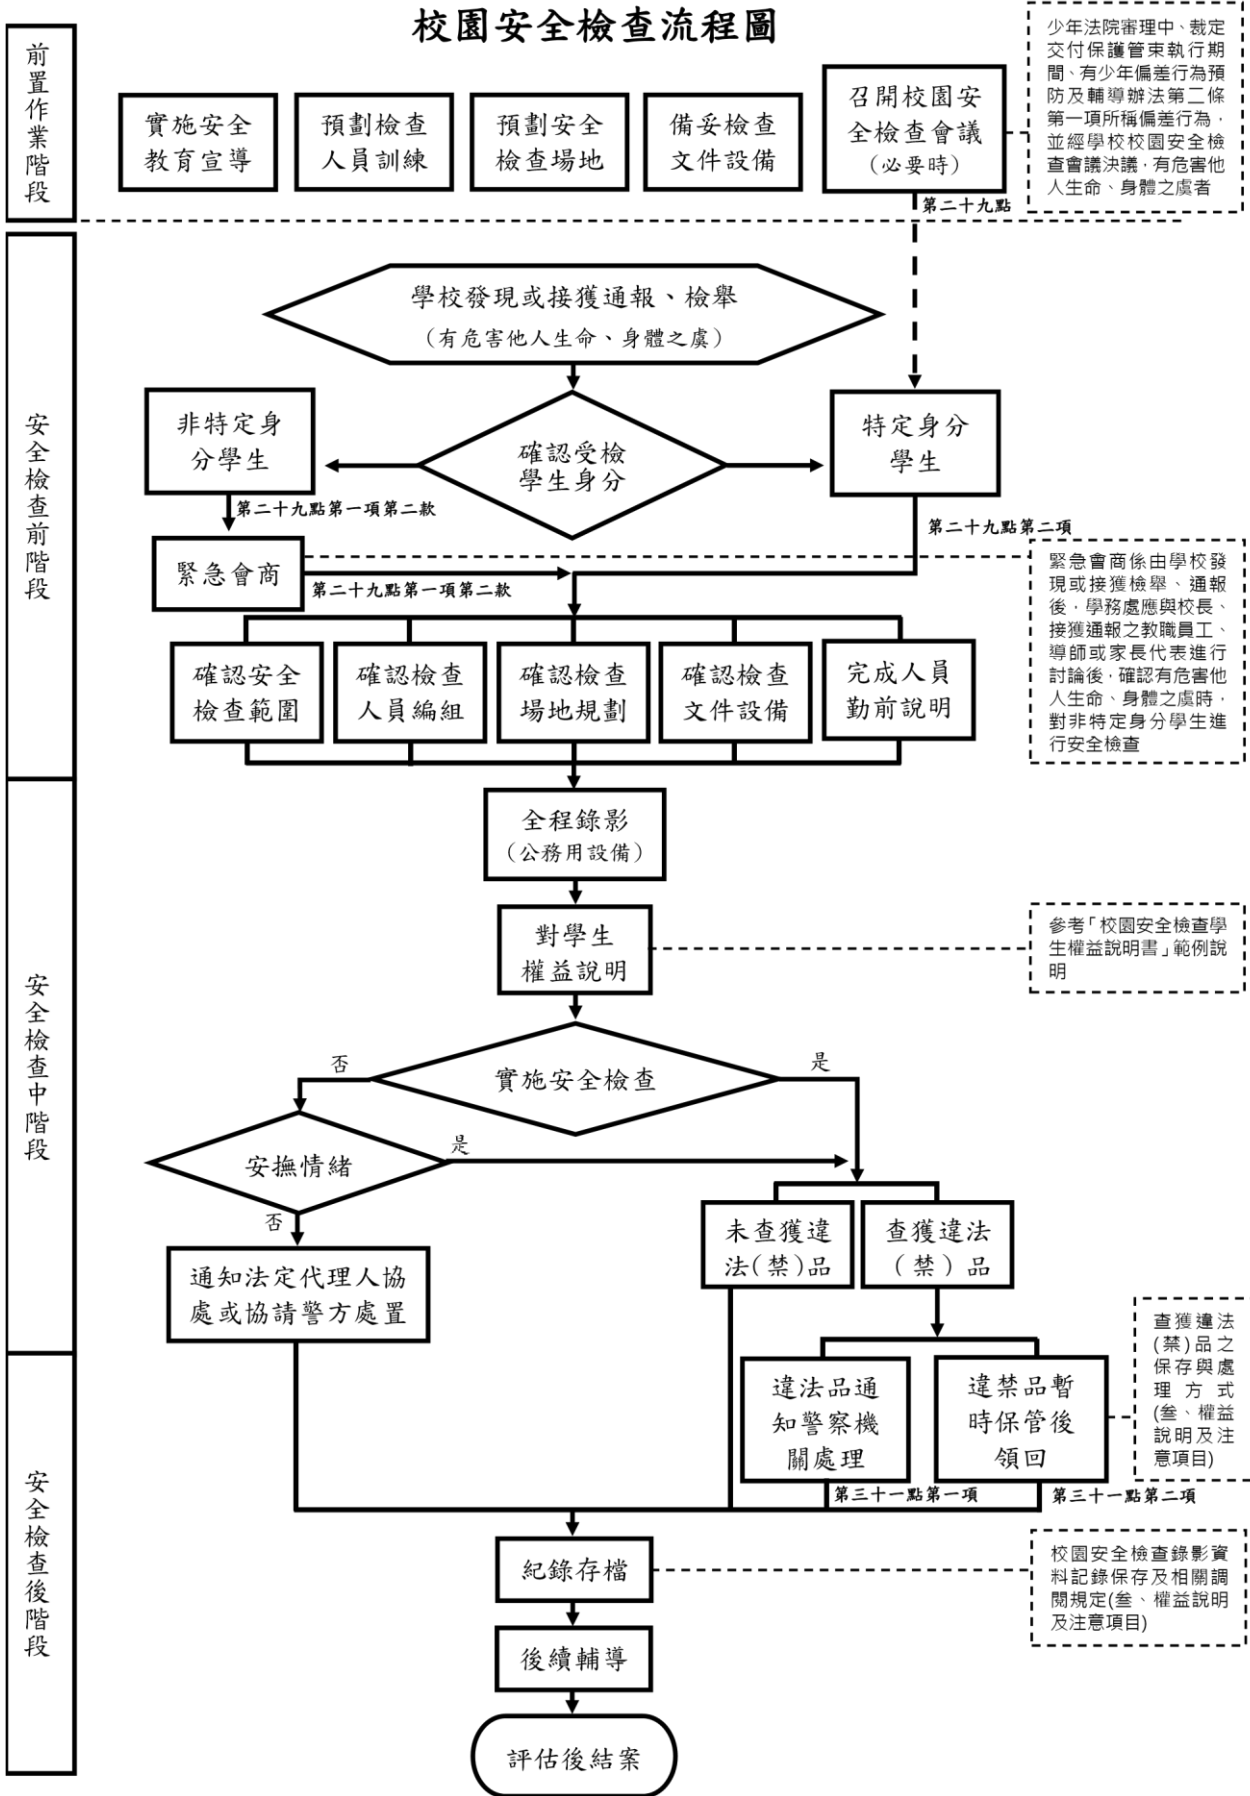 校園安全檢查流程圖
前置作業階段
實施安全
教育宣導
預劃檢查
人員訓練
預劃安全
檢查場地
備妥檢查
文件設備
召開校園安
全檢查會議
(必要時)
少年法院審理中、裁定
交付保護管束執行期
間、有少年偏差行為預
防及輔導辦法第二條
第一項所稱偏差行為，
並經學校校園安全檢
查會議決議，有危害他
人生命、身體之虞者
第二十九點
安全檢查前階段
學校發現或接獲通報、檢舉
(有危害他人生命、身體之虞)
非特定身
分學生
確認受檢
學生身分
特定身分
學生
第二十九點第一項第二款
第二十九點第二項
緊急會商
第二十九點第一項第二款
緊急會商係由學校發
現或接獲檢舉、通報
後，學務處應與校長、
接獲通報之教職員工、
導師或家長代表進行
討論後，確認有危害他
人生命、身體之虞時，
對非特定身分學生進
行安全檢查
確認安全
檢查範圍
確認檢查
人員編組
確認檢查
場地規劃
確認檢查
文件設備
完成人員
勤前說明
安全檢查中階段
全程錄影
(公務用設備)
對學生
權益說明
參考「校園安全檢查學
生權益說明書」範例說
明
實施安全檢查
否
是
安撫情緒
是
否
通知法定代理人協
處或協請警方處置
未查獲違
法(禁)品
查獲違法
(禁)品
安全檢查後階段
違法品通
知警察機
關處理
違禁品暫
時保管後
領回
查獲違法
(禁)品之
保存與處
理方式
(叁、權益
說明及注
意項目)
第三十一點第一項
第三十一點第二項
紀錄存檔
校園安全檢查錄影資
料記錄保存及相關調
閱規定(叁、權益說明
及注意項目)
後續輔導
評估後結案